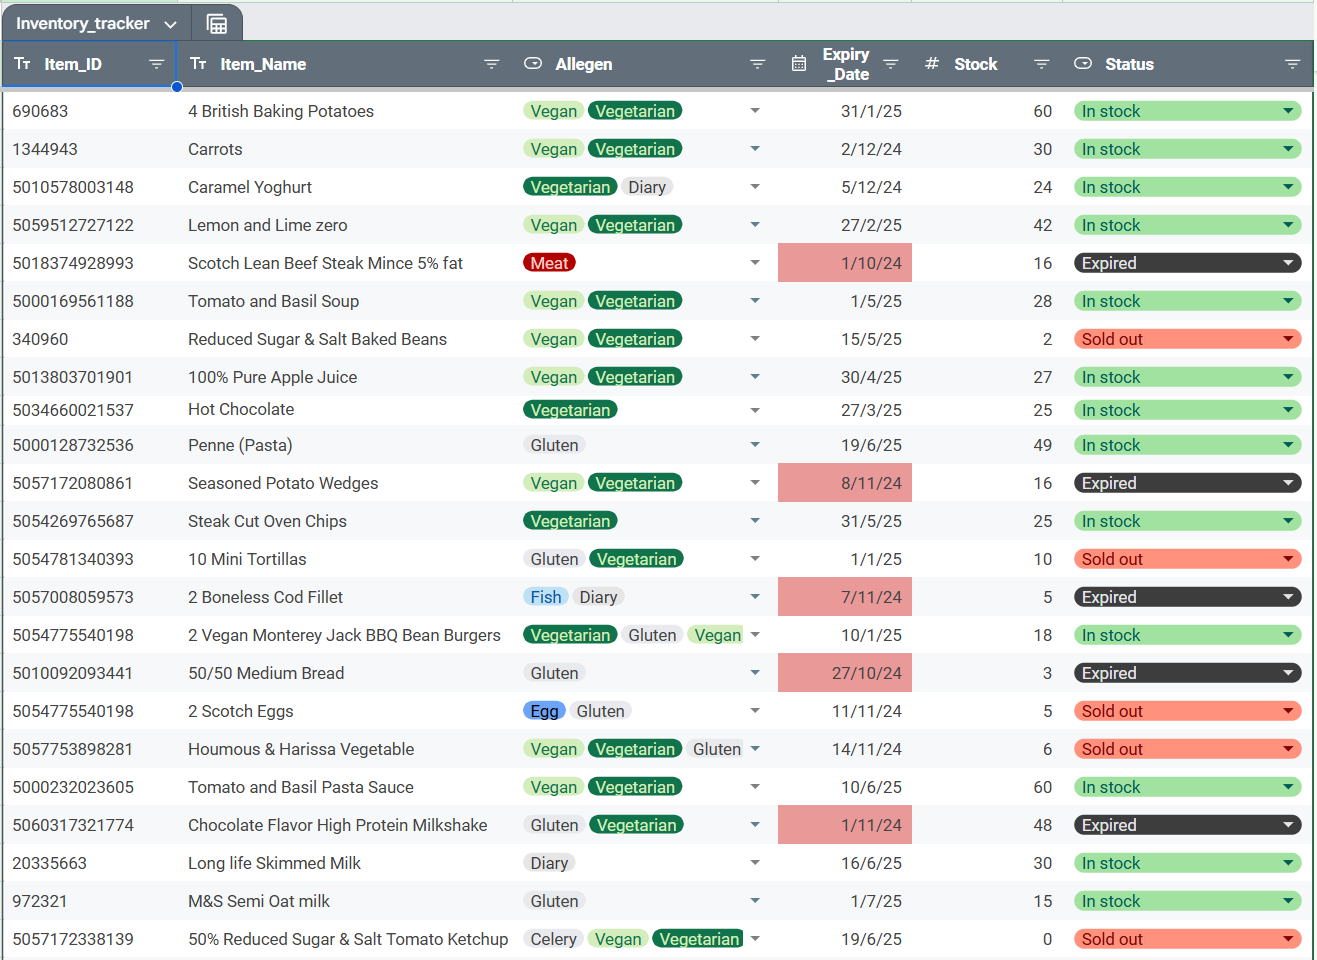 Inventory_tracker
Item_ID Item_Name Allegen Expiry_Date Stock Status
690683 4 British Baking Potatoes Vegan Vegetarian 31/1/25 60 In stock
1344943 Carrots Vegan Vegetarian 2/12/24 30 In stock
5010578003148 Caramel Yoghurt Vegetarian Diary 5/12/24 24 In stock
5059512727122 Lemon and Lime zero Vegan Vegetarian 27/2/25 42 In stock
5018374928993 Scotch Lean Beef Steak Mince 5% fat Meat 1/10/24 16 Expired
5000169561188 Tomato and Basil Soup Vegan Vegetarian 1/5/25 28 In stock
340960 Reduced Sugar & Salt Baked Beans Vegan Vegetarian 15/5/25 2 Sold out
5013803701901 100% Pure Apple Juice Vegan Vegetarian 30/4/25 27 In stock
5034660021537 Hot Chocolate Vegetarian 27/3/25 25 In stock
5000128732536 Penne (Pasta) Gluten 19/6/25 49 In stock
5057172080861 Seasoned Potato Wedges Vegan Vegetarian 8/11/24 16 Expired
5054269765687 Steak Cut Oven Chips Vegetarian 31/5/25 25 In stock
5054781340393 10 Mini Tortillas Gluten Vegetarian 1/1/25 10 Sold out
5057008059573 2 Boneless Cod Fillet Fish Diary 7/11/24 5 Expired
5054775540198 2 Vegan Monterey Jack BBQ Bean Burgers Vegetarian Gluten Vegan 10/1/25 18 In stock
5010092093441 50/50 Medium Bread Gluten 27/10/24 3 Expired
5054775540198 2 Scotch Eggs Egg Gluten 11/11/24 5 Sold out
5057753898281 Houmous & Harissa Vegetable Vegan Vegetarian Gluten 14/11/24 6 Sold out
5000232023605 Tomato and Basil Pasta Sauce Vegan Vegetarian 10/6/25 60 In stock
5060317321774 Chocolate Flavor High Protein Milkshake Gluten Vegetarian 1/11/24 48 Expired
20335663 Long life Skimmed Milk Diary 16/6/25 30 In stock
972321 M&S Semi Oat milk Gluten 1/7/25 15 In stock
5057172338139 50% Reduced Sugar & Salt Tomato Ketchup Celery Vegan Vegetarian 19/6/25 0 Sold out